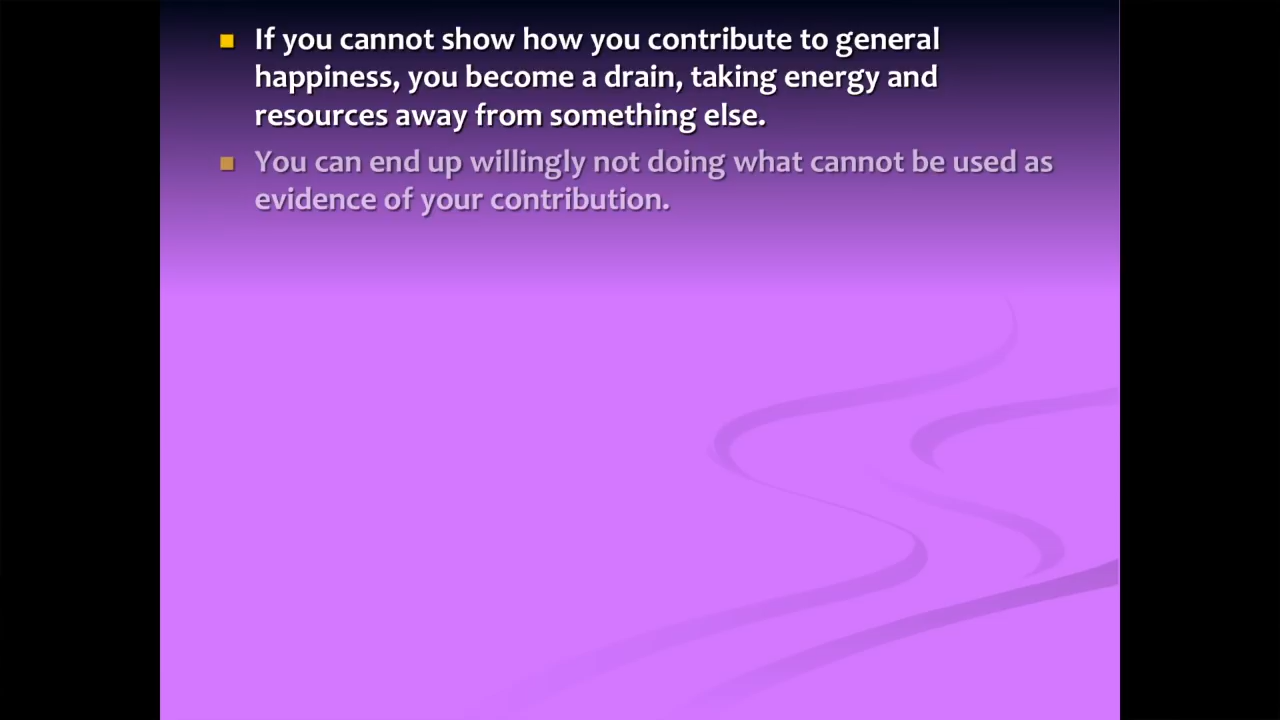 If you cannot show how you contribute to general
happiness, you become a drain, taking energy and
resources away from something else.
You can end up willingly not doing what cannot be used as
evidence of your contribution.